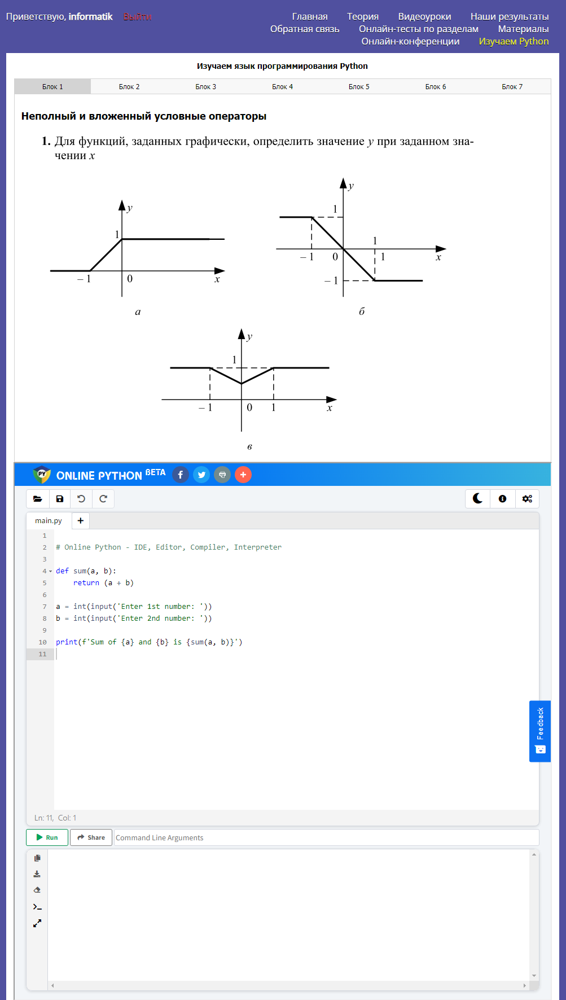 Приветствую, informatik Выйти
Главная Теория Видеоуроки Наши результаты
Обратная связь Онлайн-тесты по разделам Материалы
Онлайн-конференции Изучаем Python
Изучаем язык программирования Python
Блок 1 Блок 2 Блок 3 Блок 4 Блок 5 Блок 6 Блок 7
Неполный и вложенный условные операторы
1. Для функций, заданных графически, определить значение y при заданном зна-
чении x
y
1
– 1 0 x
а
y
1
1
– 1 0 1 x
– 1
б
y
1
– 1 0 1 x
в
PY ONLINE PYTHON BETA
main.py +
1
2 # Online Python - IDE, Editor, Compiler, Interpreter
3
4 def sum(a, b):
5 return (a + b)
6
7 a = int(input('Enter 1st number: '))
8 b = int(input('Enter 2nd number: '))
9
10 print(f'Sum of {a} and {b} is {sum(a, b)}')
11
Feedback
Ln: 11, Col: 1
Run Share Command Line Arguments